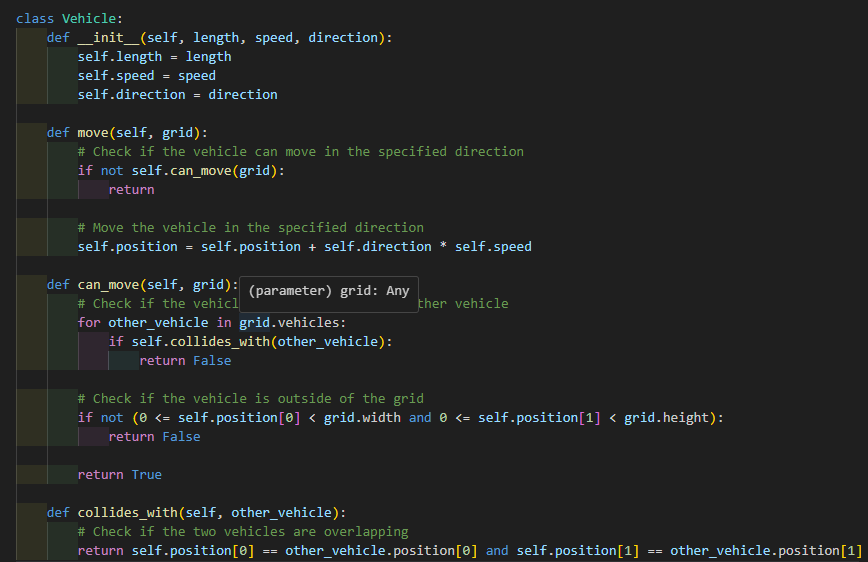 class Vehicle:
    def __init__(self, length, speed, direction):
        self.length = length
        self.speed = speed
        self.direction = direction

    def move(self, grid):
        # Check if the vehicle can move in the specified direction
        if not self.can_move(grid):
            return

        # Move the vehicle in the specified direction
        self.position = self.position + self.direction * self.speed

    def can_move(self, grid):
(parameter) grid: Any
        # Check if the vehicl ther vehicle
        for other_vehicle in grid.vehicles:
            if self.collides_with(other_vehicle):
                return False

        # Check if the vehicle is outside of the grid
        if not (0 <= self.position[0] < grid.width and 0 <= self.position[1] < grid.height):
            return False

        return True

    def collides_with(self, other_vehicle):
        # Check if the two vehicles are overlapping
        return self.position[0] == other_vehicle.position[0] and self.position[1] == other_vehicle.position[1]